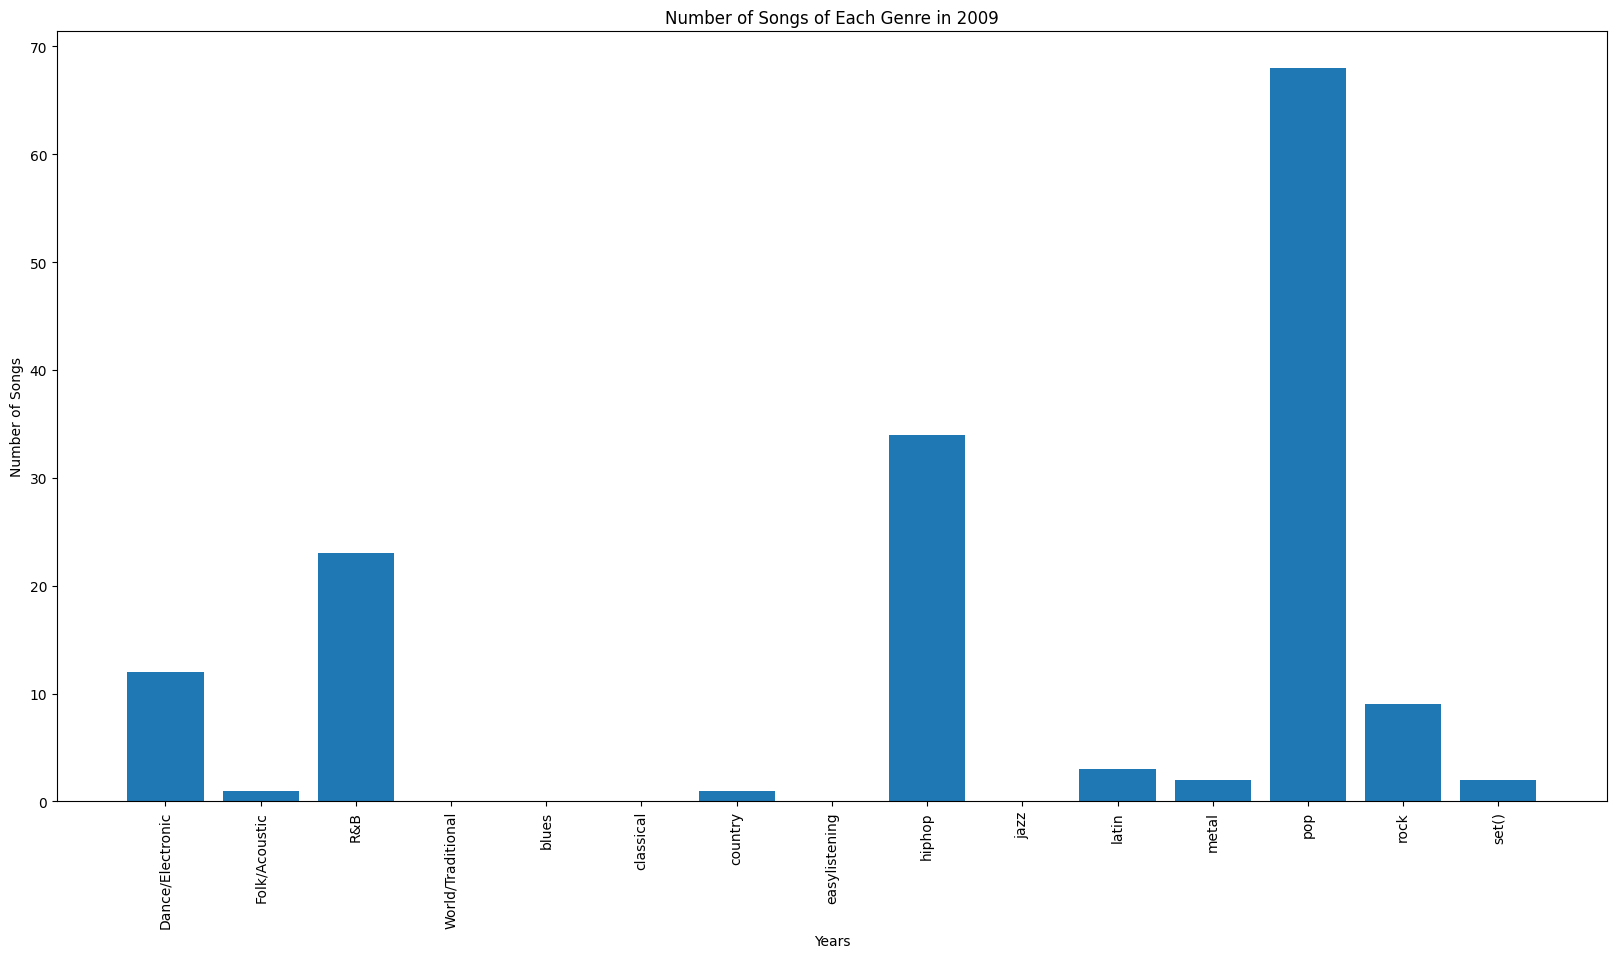 Number of Songs of Each Genre in 2009
Number of Songs
70
60
50
40
30
20
10
0
Dance/Electronic
Folk/Acoustic
R&B
World/Traditional
blues
classical
country
easylistening
hiphop
jazz
latin
metal
pop
rock
set()
Years